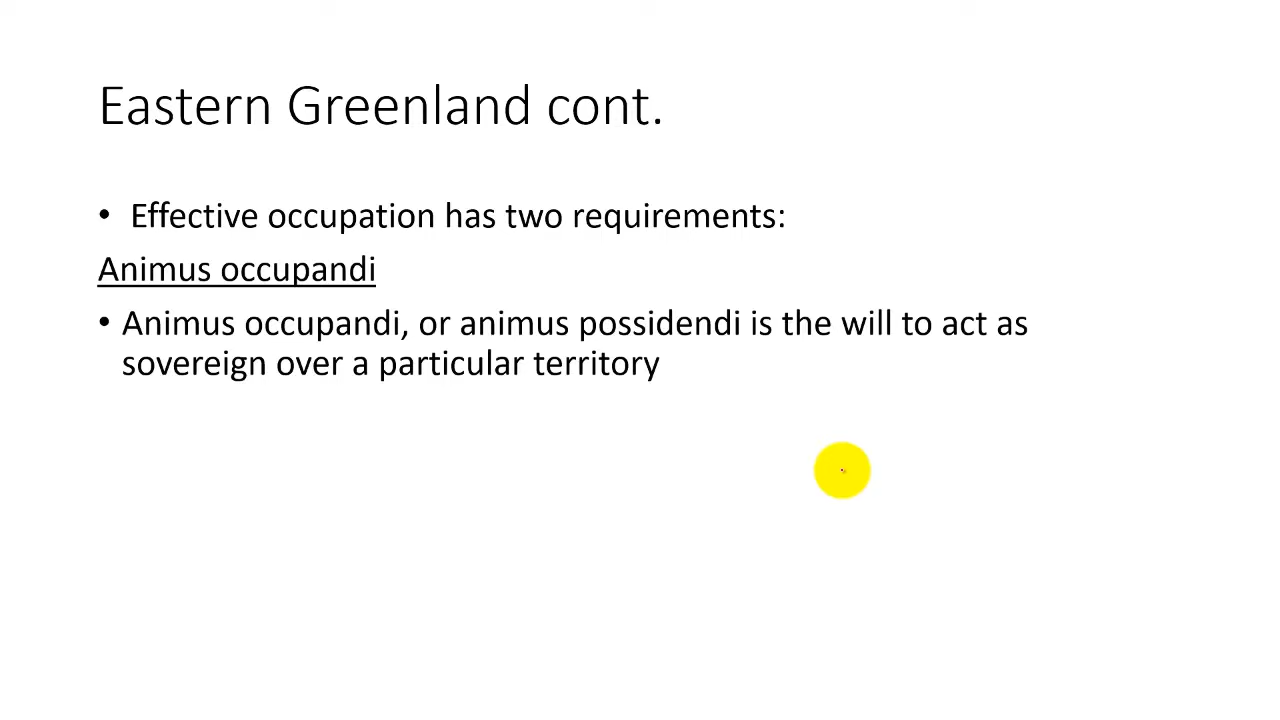 Eastern Greenland cont.
• Effective occupation has two requirements:
Animus occupandi
• Animus occupandi, or animus possidendi is the will to act as
sovereign over a particular territory